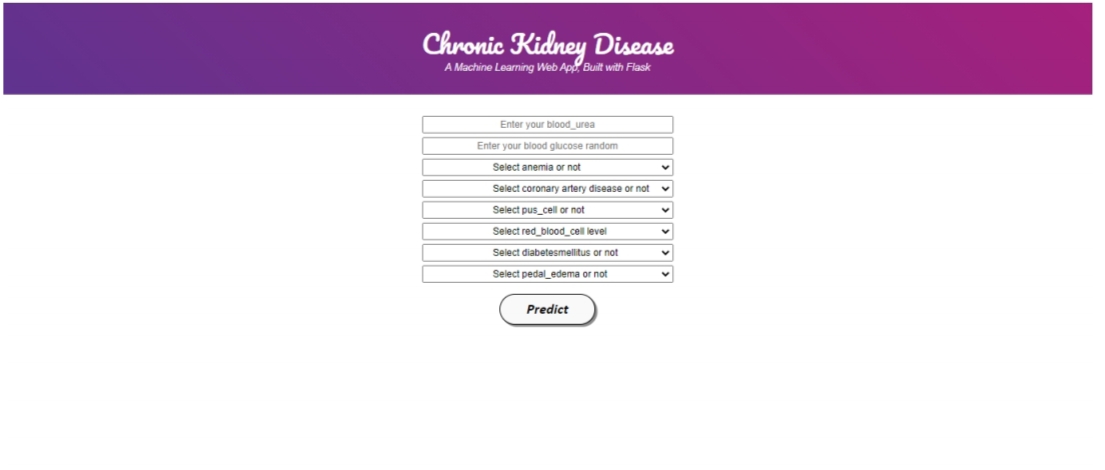 Chronic Kidney Disease
A Machine Learning Web App, Built with Flask
Enter your blood_urea
Enter your blood glucose random
Select anemia or not
Select coronary artery disease or not
Select pus_cell or not
Select red_blood_cell level
Select diabetesmellitus or not
Select pedal_edema or not
Predict